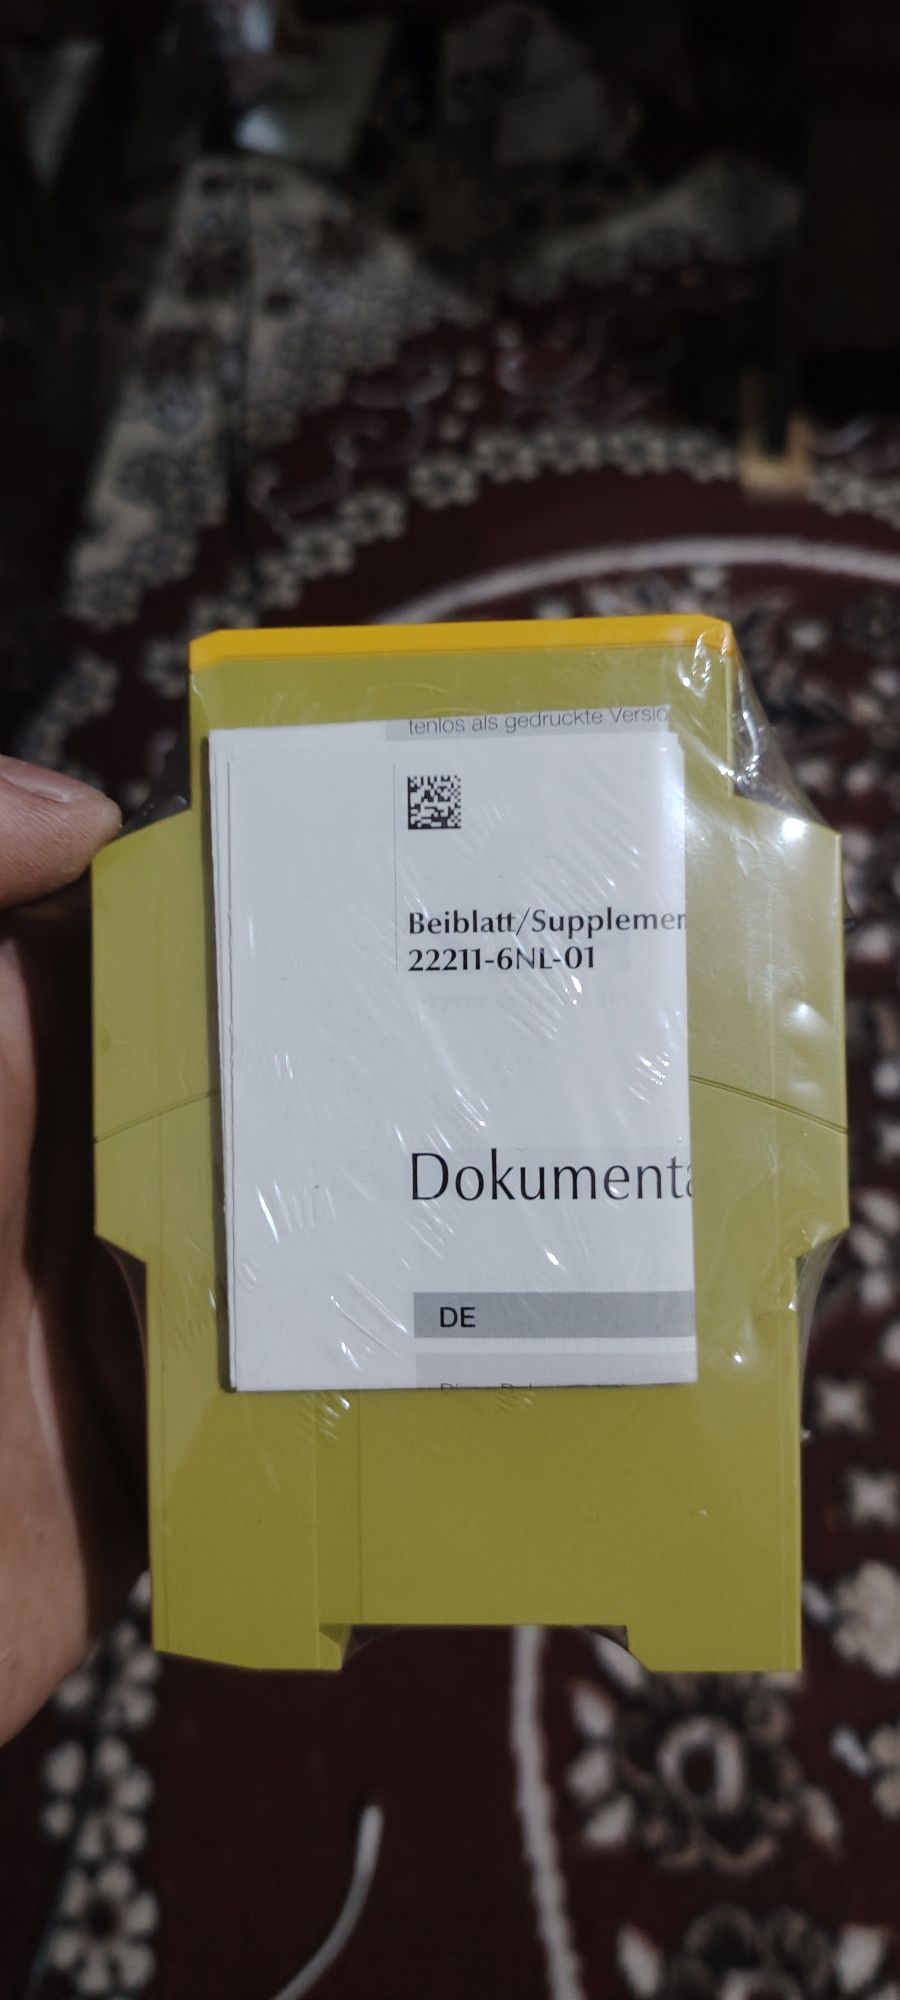 tenlos als gedruckte Versio
Beiblatt/Supplemen
22211-6NL-01
Dokumenta
DE